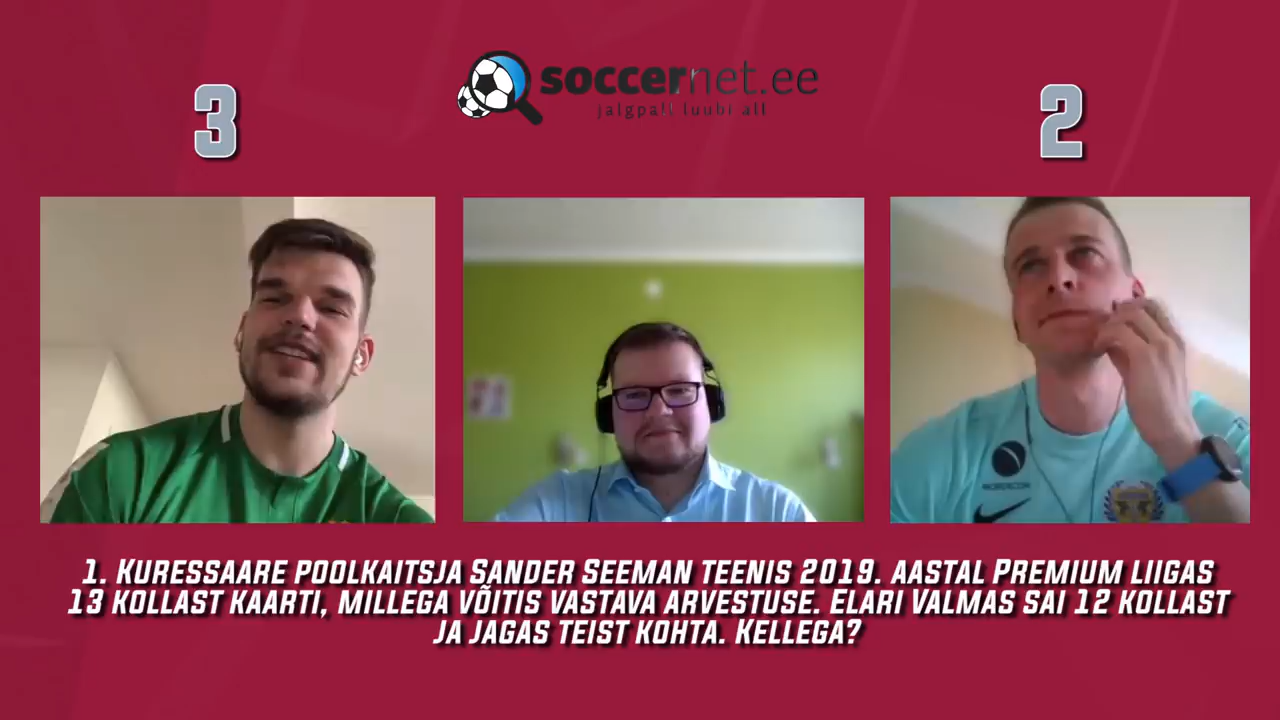 soccernet.ee
jalgpall luubi all
3
2
1. KURESSAARE POOLKAITSJA SANDER SEEMAN TEENIS 2019. AASTAL PREMIUM LIIGAS
13 KOLLAST KAARTI, MILLEGA VÕITIS VASTAVA ARVESTUSE. ELARI VALMAS SAI 12 KOLLAST
JA JAGAS TEIST KOHTA. KELLEGA?